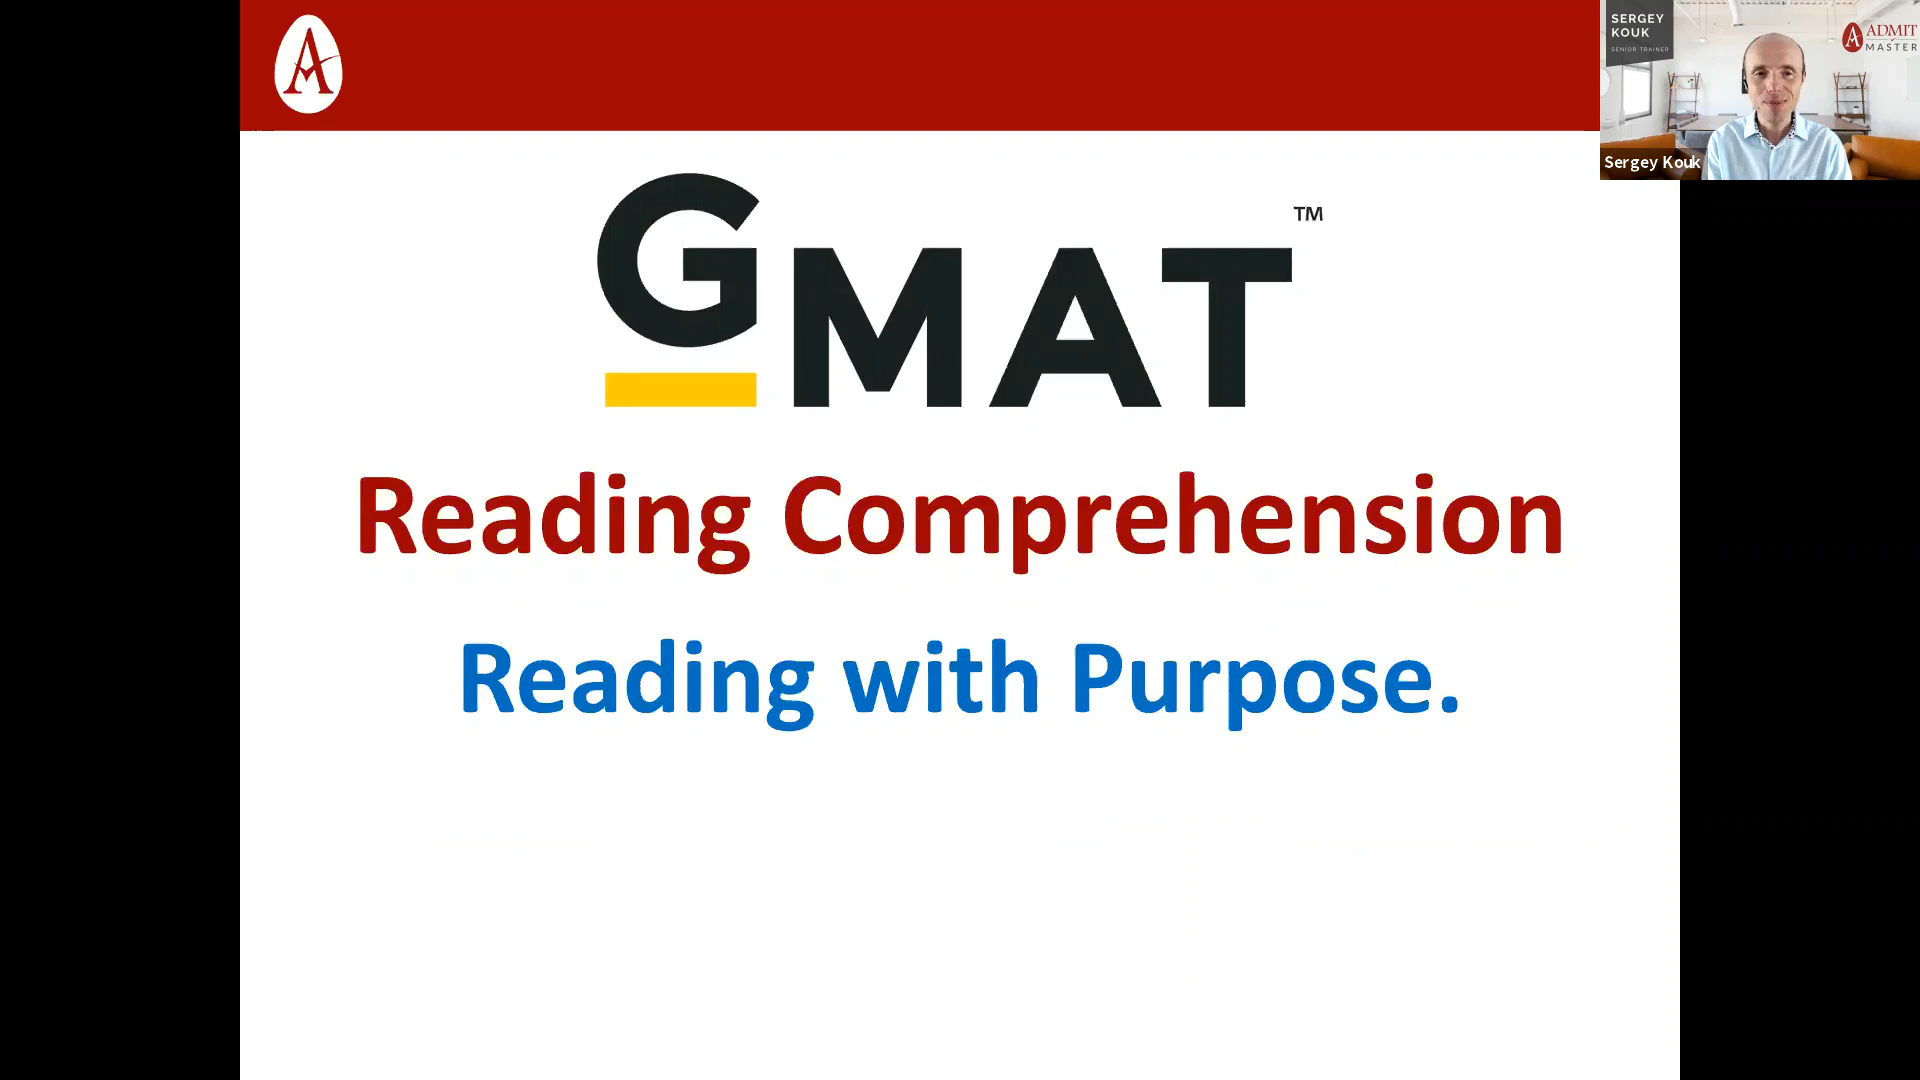 GMAT™
Reading Comprehension
Reading with Purpose.
SERGEY
KOUK
SENIOR TRAINER
ADMIT
MASTER
Sergey Kouk